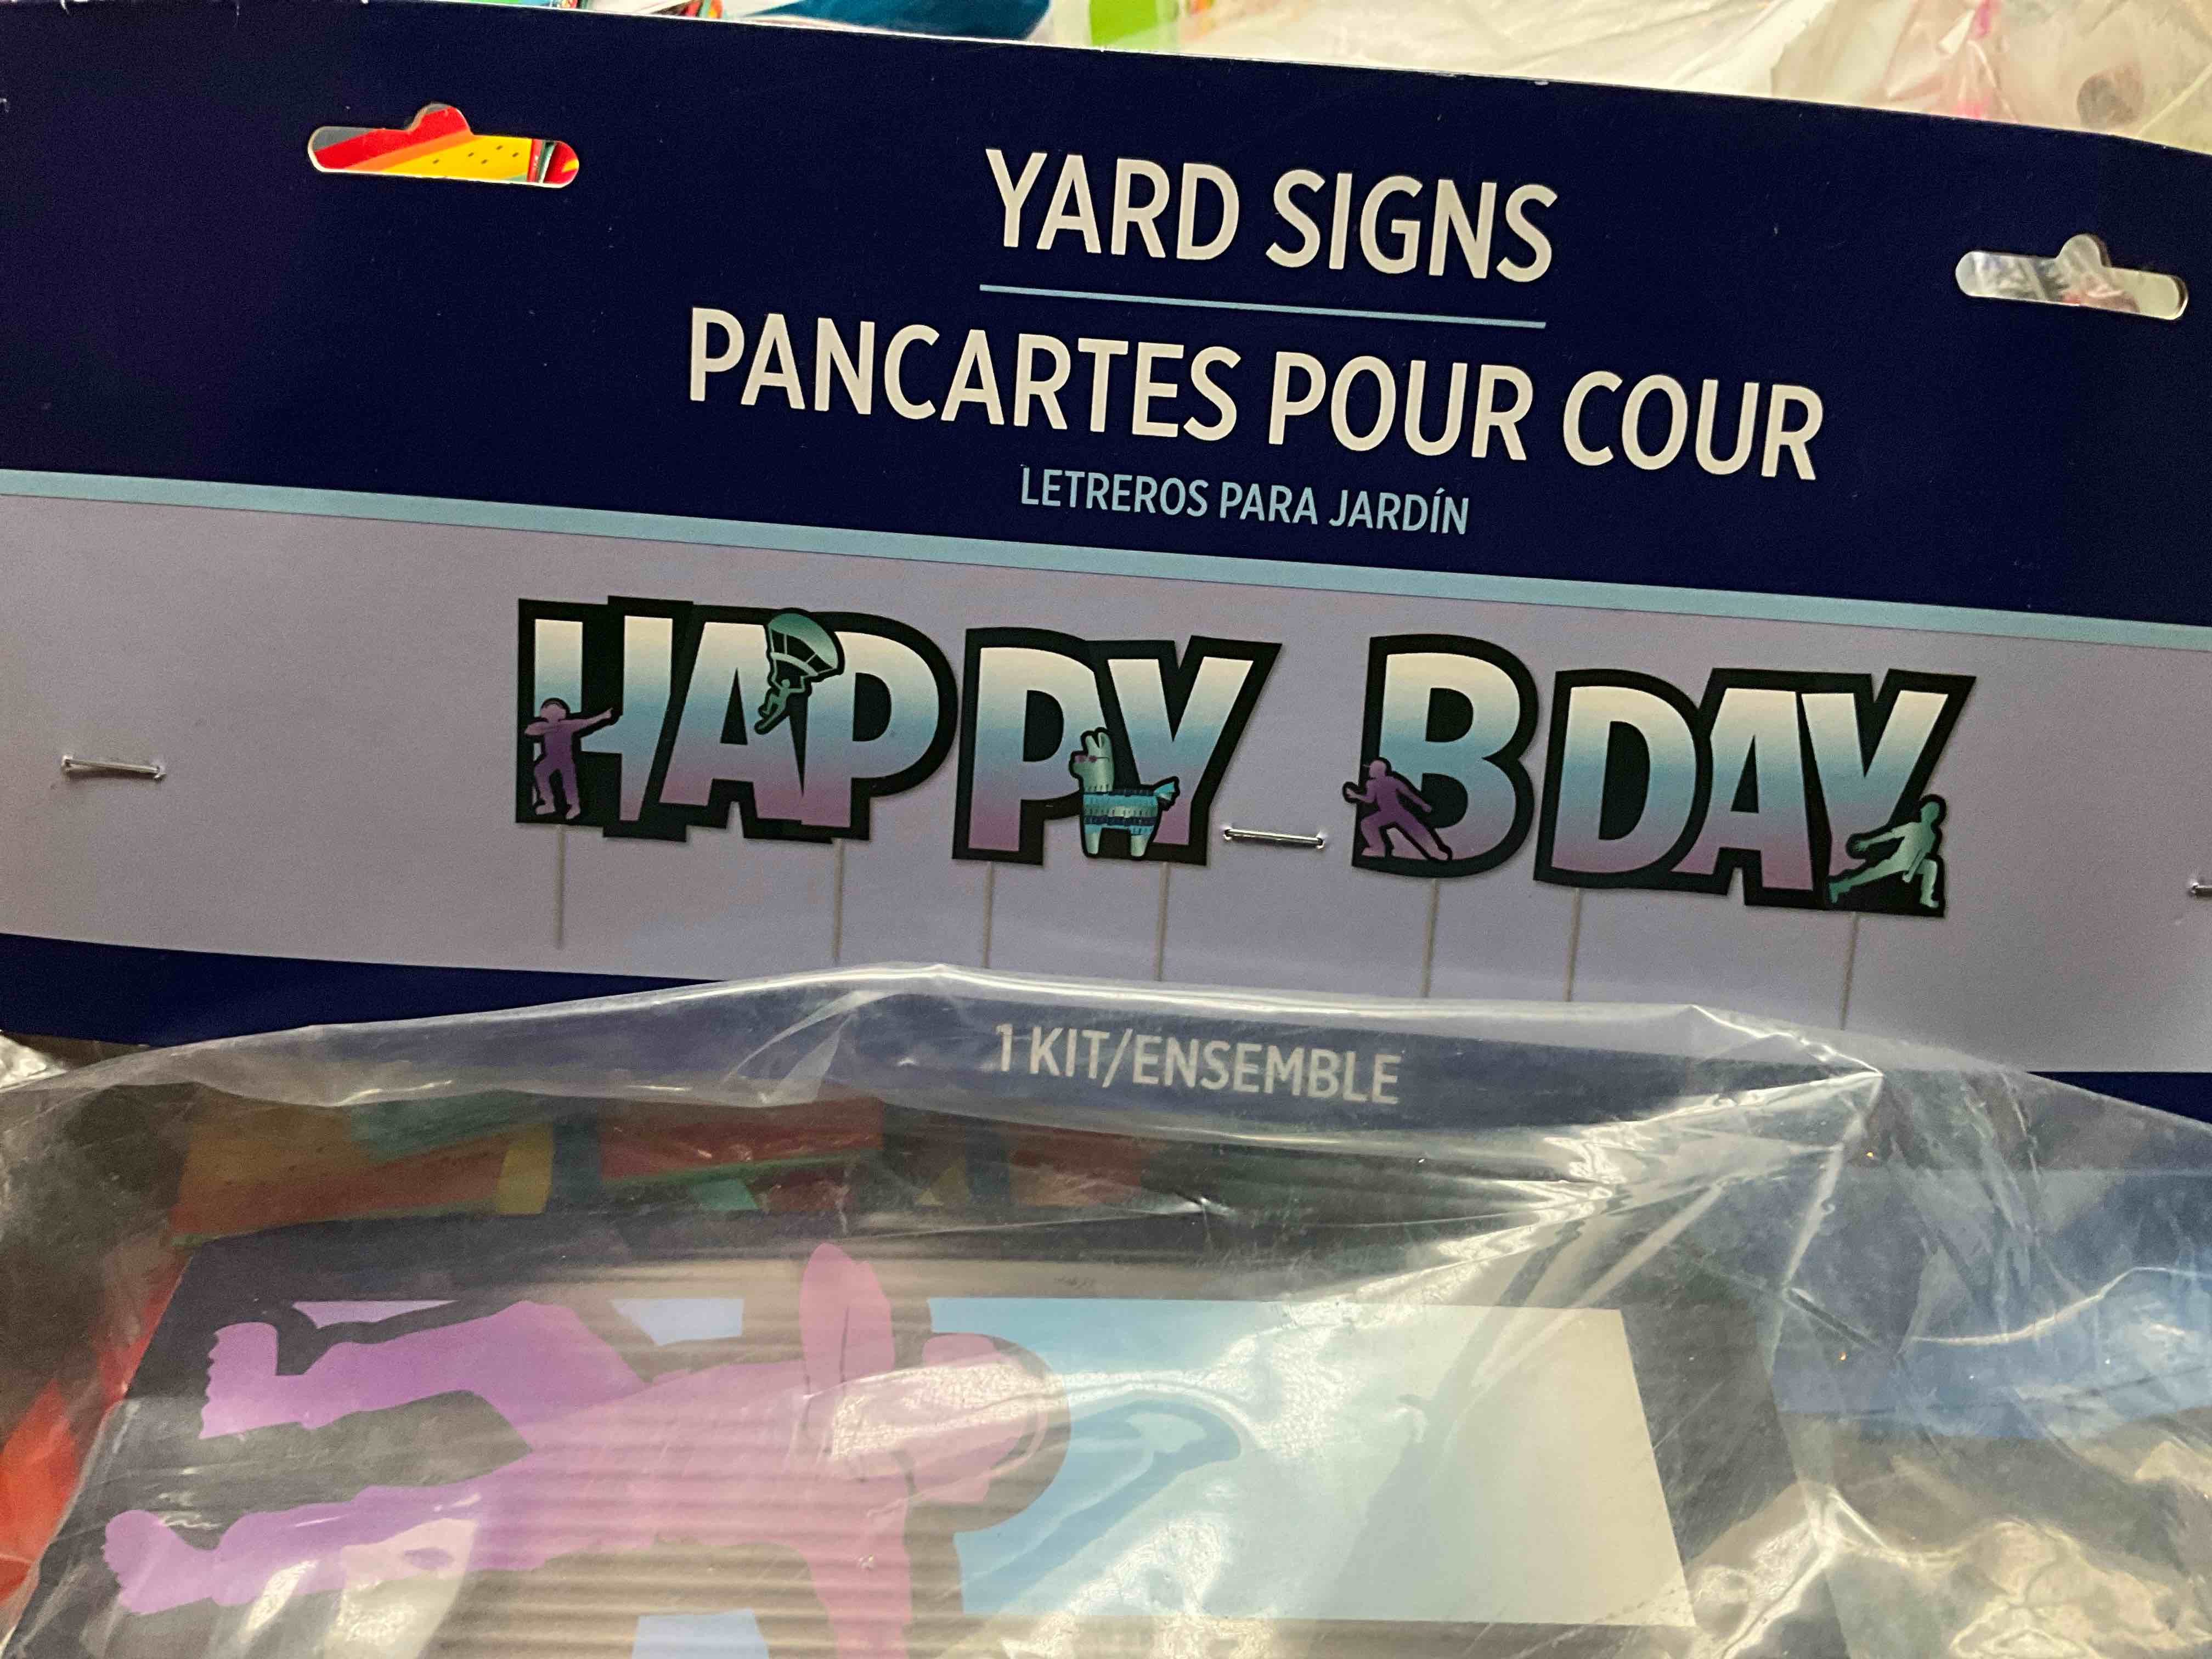 YARD SIGNS
PANCARTES POUR COUR
LETREROS PARA JARDÍN
HAPPY BDAY
1 KIT/ENSEMBLE